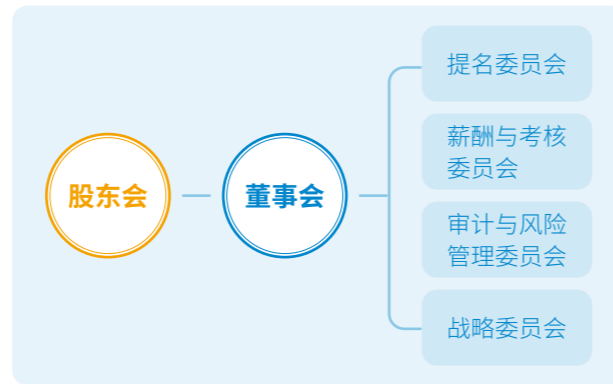 股东会
董事会
提名委员会
薪酬与考核
委员会
审计与风险
管理委员会
战略委员会